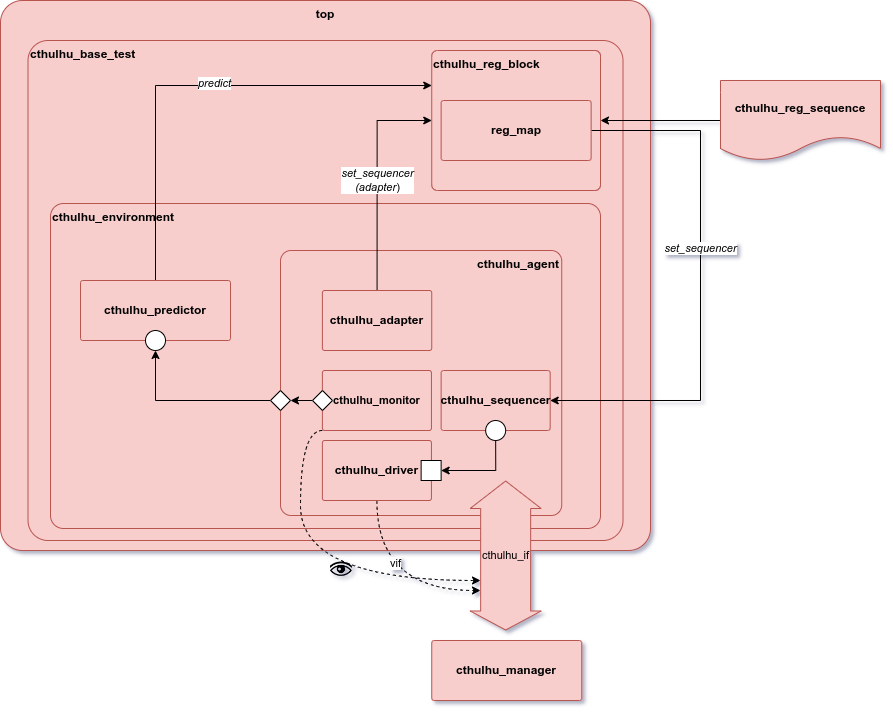 top
cthulhu_base_test
cthulhu_reg_block
predict
reg_map
cthulhu_reg_sequence
set_sequencer
(adapter)
cthulhu_environment
set_sequencer
cthulhu_agent
cthulhu_predictor
cthulhu_adapter
cthulhu_monitor
cthulhu_sequencer
cthulhu_driver
cthulhu_if
vif
cthulhu_manager